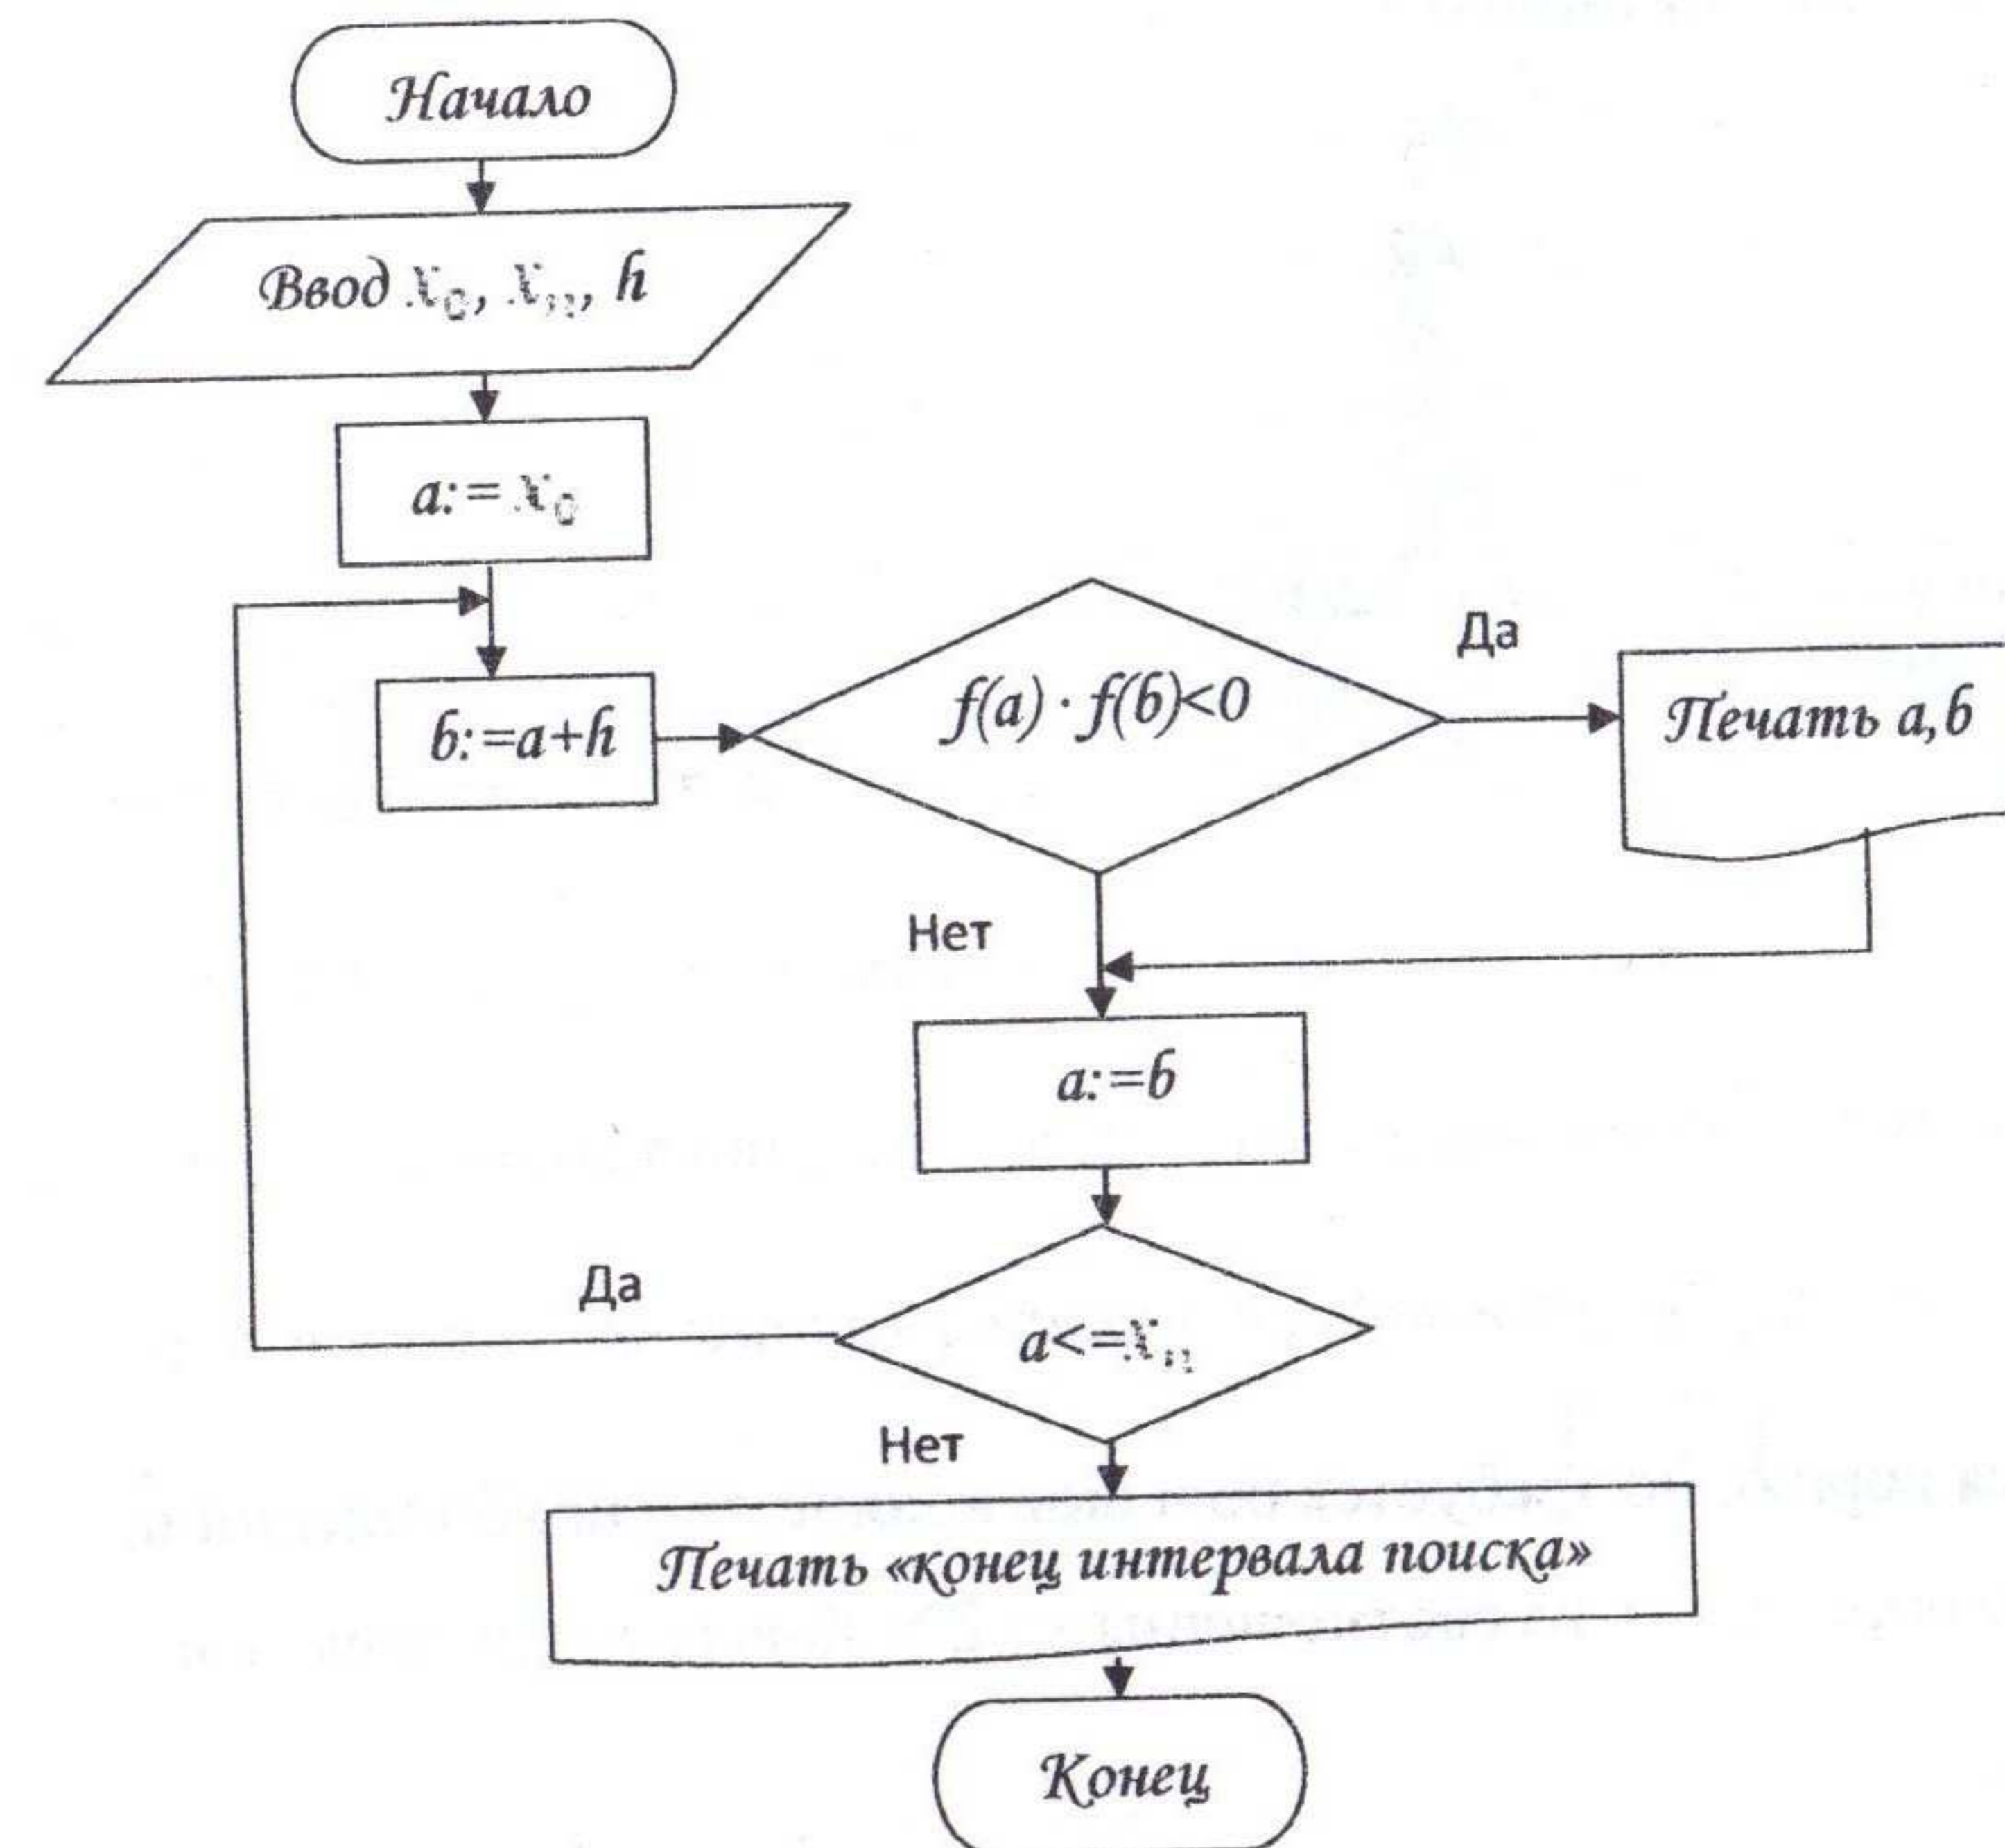 Начало
Ввод x₀, xₙ, h
a:= x₀
b:=a+h
f(a) · f(b)<0
Да
Печать a,b
Нет
a:=b
Да
a<=xₙ
Нет
Печать «конец интервала поиска»
Конец